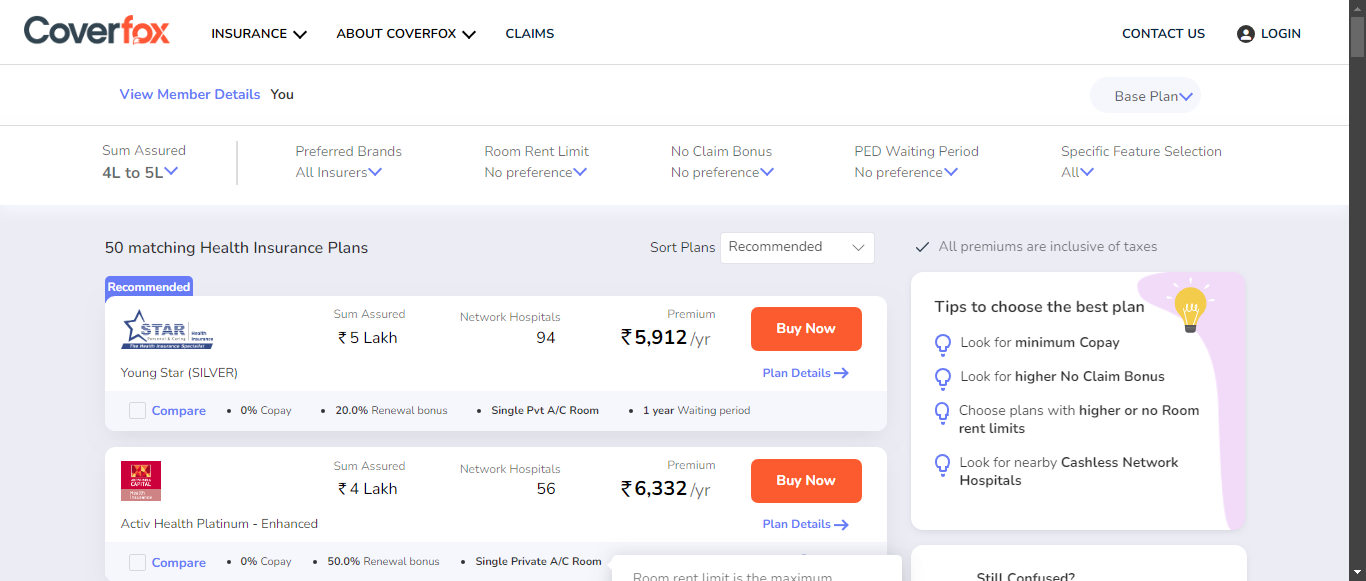 Coverfox
INSURANCE
ABOUT COVERFOX
CLAIMS
CONTACT US
LOGIN
View Member Details You
Base Plan
Sum Assured
4L to 5L
Preferred Brands
All Insurers
Room Rent Limit
No preference
No Claim Bonus
No preference
PED Waiting Period
No preference
Specific Feature Selection
All
50 matching Health Insurance Plans
Sort Plans
Recommended
All premiums are inclusive of taxes
Recommended
STAR
Health
Insurance
The Health Insurance Specialist
Young Star (SILVER)
Sum Assured
₹ 5 Lakh
Network Hospitals
94
Premium
₹5,912 /yr
Buy Now
Plan Details
Compare
• 0% Copay
• 20.0% Renewal bonus
• Single Pvt A/C Room
• 1 year Waiting period
CAPITAL
Health
Insurance
Activ Health Platinum - Enhanced
Sum Assured
₹ 4 Lakh
Network Hospitals
56
Premium
₹6,332 /yr
Buy Now
Plan Details
Compare
• 0% Copay
• 50.0% Renewal bonus
• Single Private A/C Room
Room rent limit is the maximum
Tips to choose the best plan
Look for minimum Copay
Look for higher No Claim Bonus
Choose plans with higher or no Room
rent limits
Look for nearby Cashless Network
Hospitals
Still Confused?